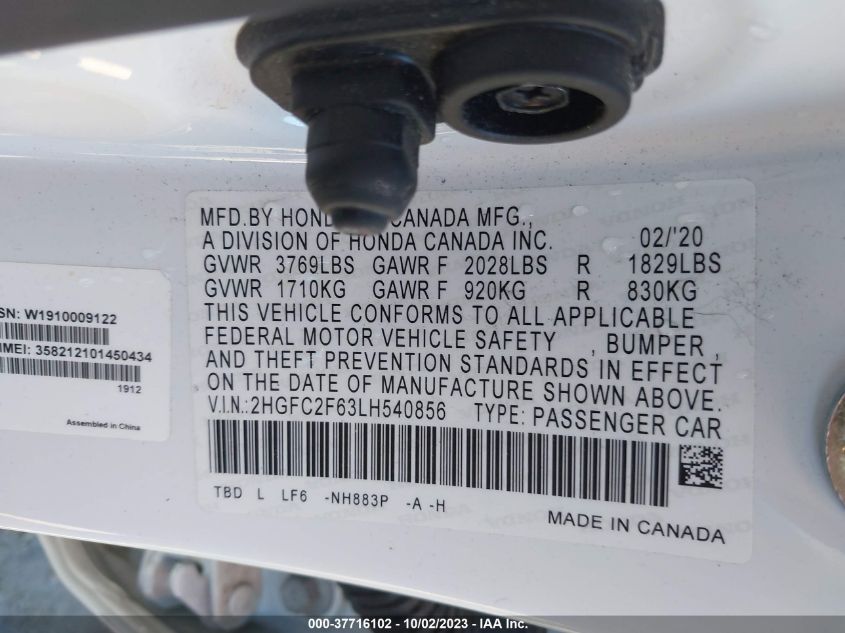 MFD.BY HOND CANADA MFG.,
A DIVISION OF HONDA CANADA INC. 02/'20
GVWR 3769LBS GAWR F 2028LBS R 1829LBS
GVWR 1710KG GAWR F 920KG R 830KG
THIS VEHICLE CONFORMS TO ALL APPLICABLE
FEDERAL MOTOR VEHICLE SAFETY , BUMPER ,
AND THEFT PREVENTION STANDARDS IN EFFECT
ON THE DATE OF MANUFACTURE SHOWN ABOVE.
V.I.N.:2HGFC2F63LH540856 TYPE: PASSENGER CAR
TBD L LF6 -NH883P -A -H
MADE IN CANADA
SN: W1910009122
IMEI: 358212101450434
1912
Assembled in China
000-37716102 - 10/02/2023 - IAA Inc.